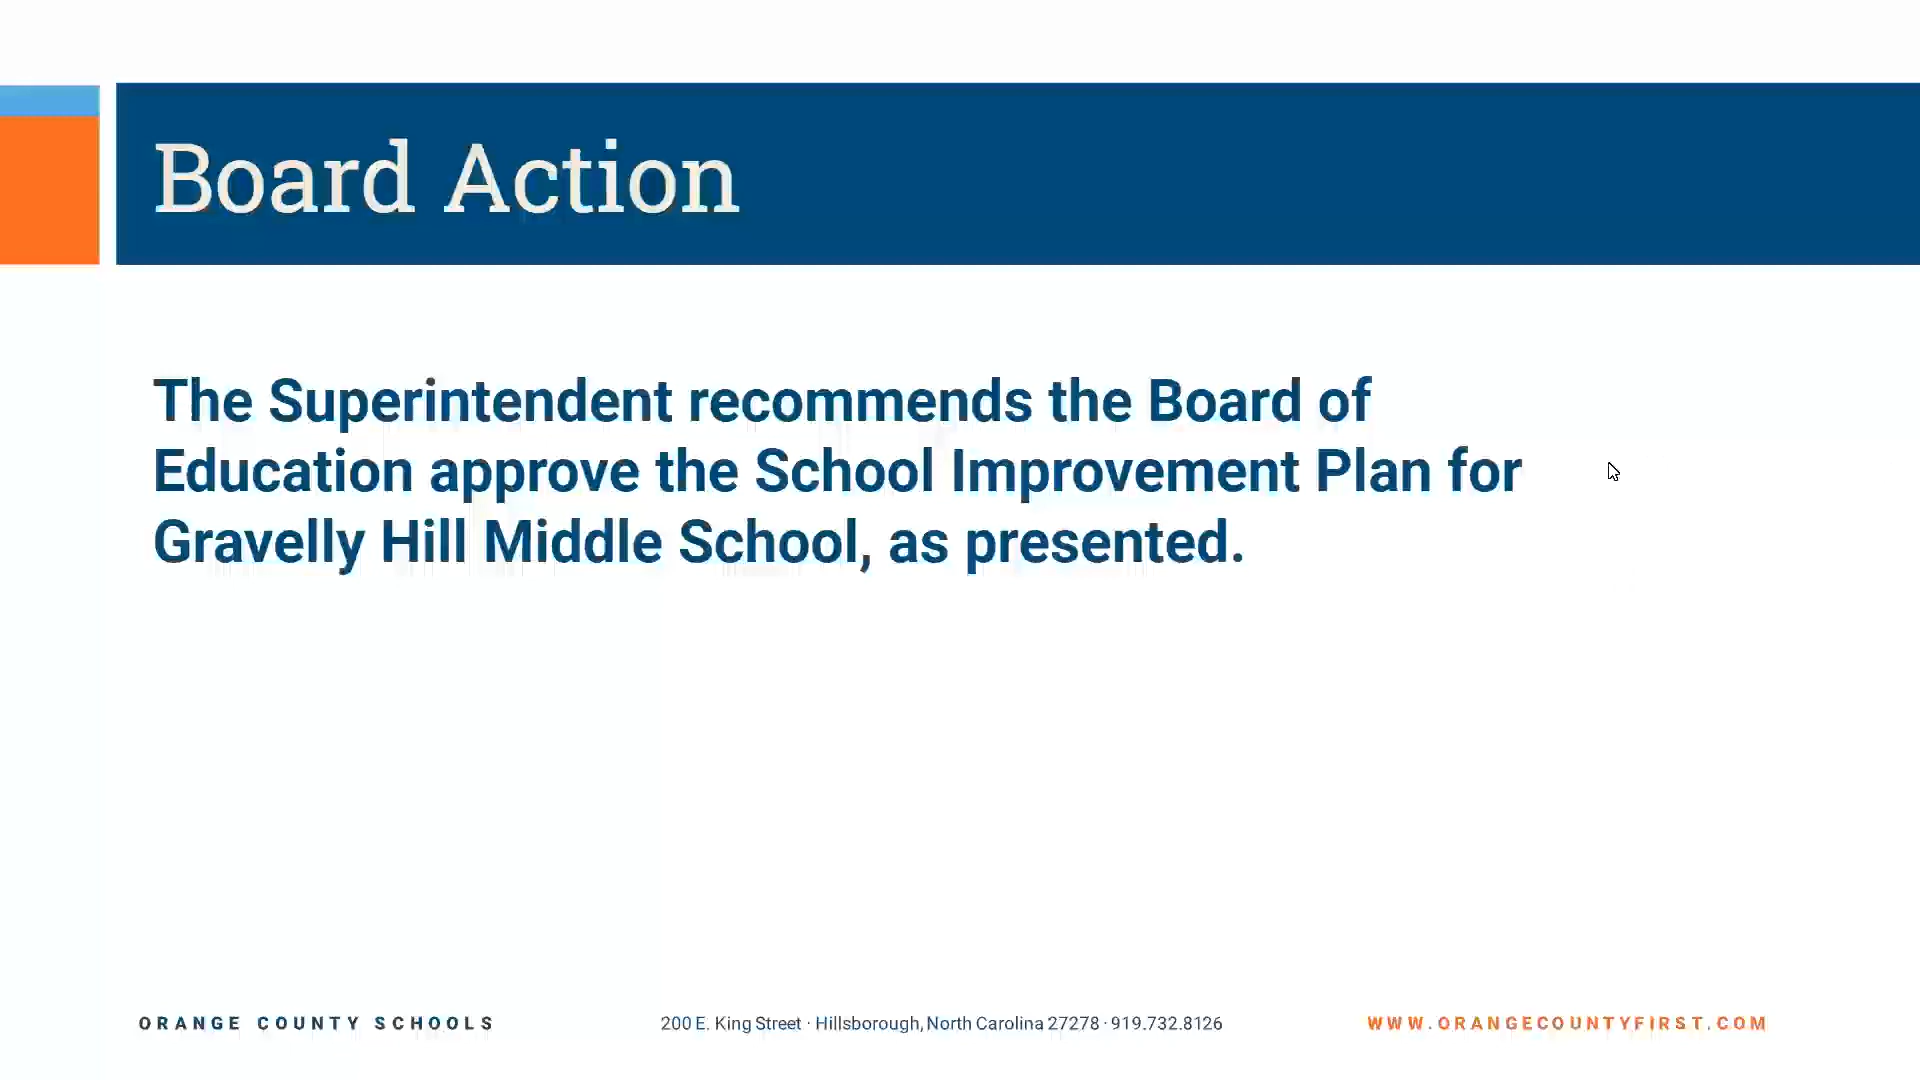 Board Action
The Superintendent recommends the Board of
Education approve the School Improvement Plan for
Gravelly Hill Middle School, as presented.
ORANGE COUNTY SCHOOLS
200 E. King Street · Hillsborough, North Carolina 27278 · 919.732.8126
WWW.ORANGECOUNTYFIRST.COM